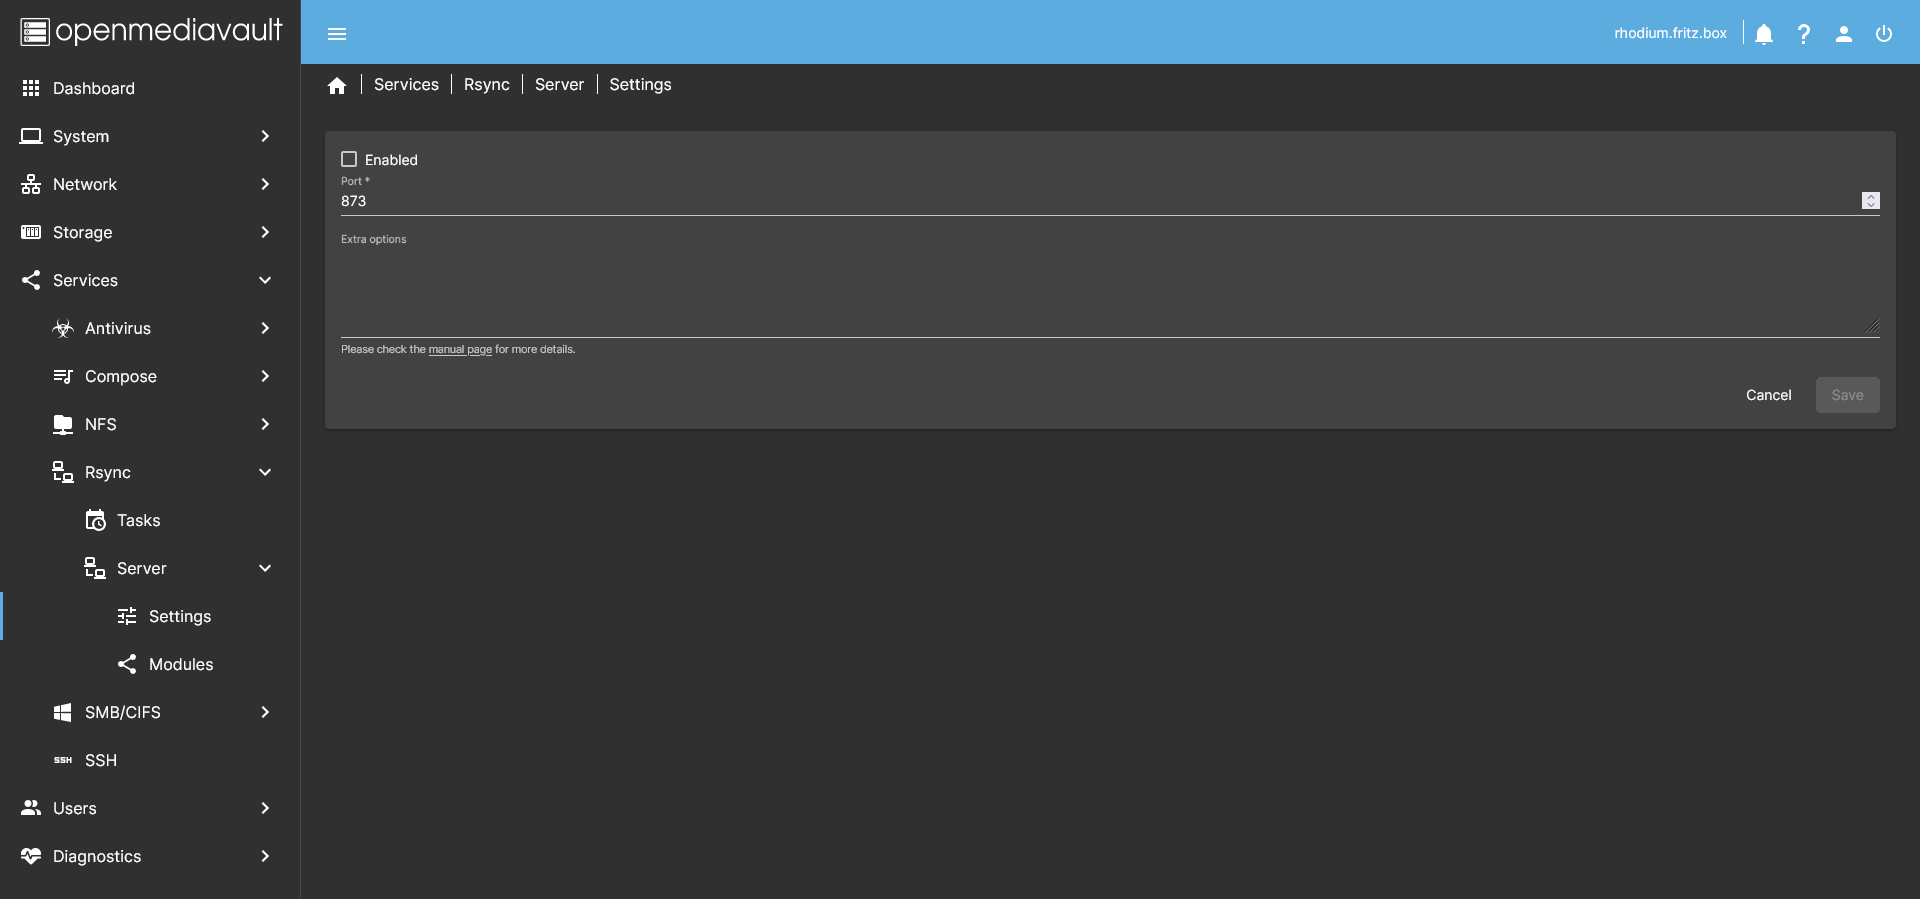 openmediavault
rhodium.fritz.box
Dashboard
System
Network
Storage
Services
Antivirus
Compose
NFS
Rsync
Tasks
Server
Settings
Modules
SMB/CIFS
SSH SSH
Users
Diagnostics
Services Rsync Server Settings
Enabled
Port *
873
Extra options
Please check the manual page for more details.
Cancel Save